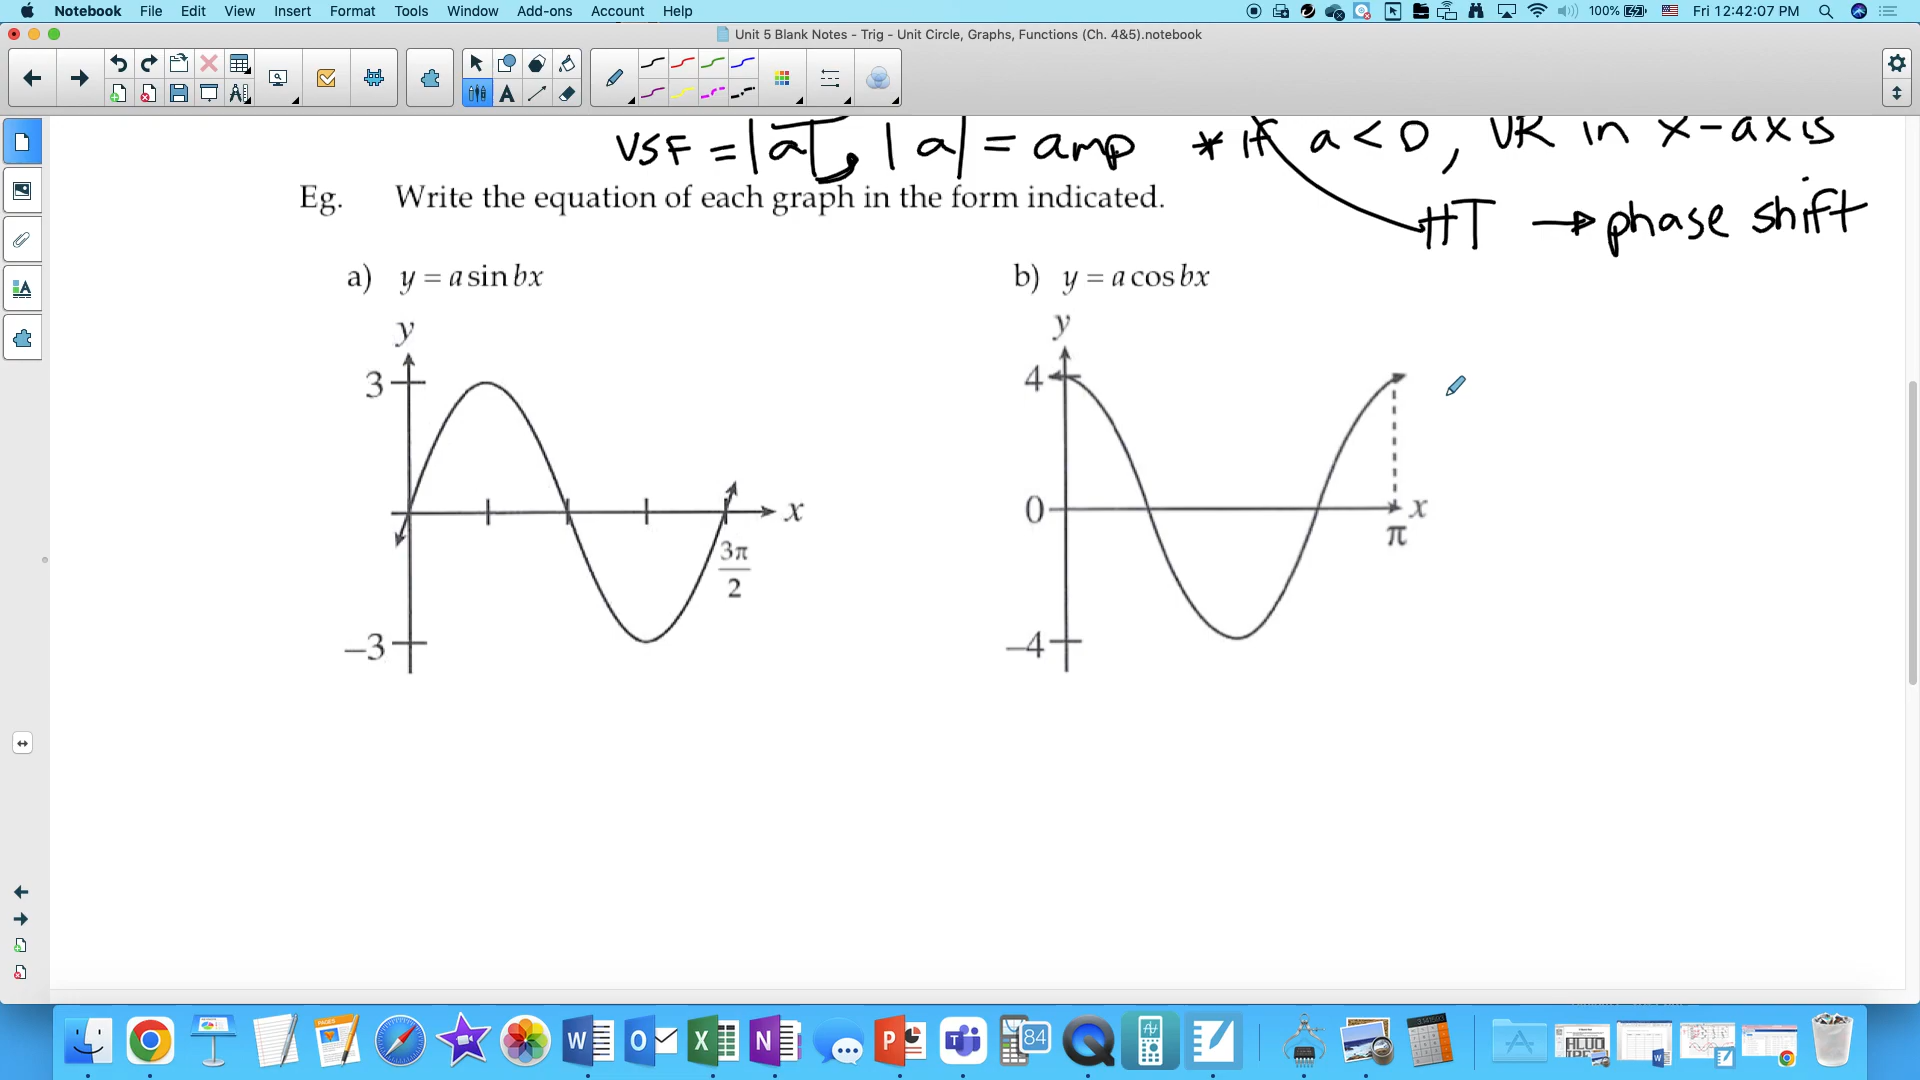 Notebook File Edit View Insert Format Tools Window Add-ons Account Help 100% Fri 12:42:07 PM
Unit 5 Blank Notes - Trig - Unit Circle, Graphs, Functions (Ch. 4&5).notebook
VSF = |a| |a| = amp * if a < 0, VR in x-axis
HT → phase shift
Eg. Write the equation of each graph in the form indicated.
a) y = a sin bx
b) y = a cos bx
y
3
x
3π
2
−3
y
4
0
x
π
−4
84